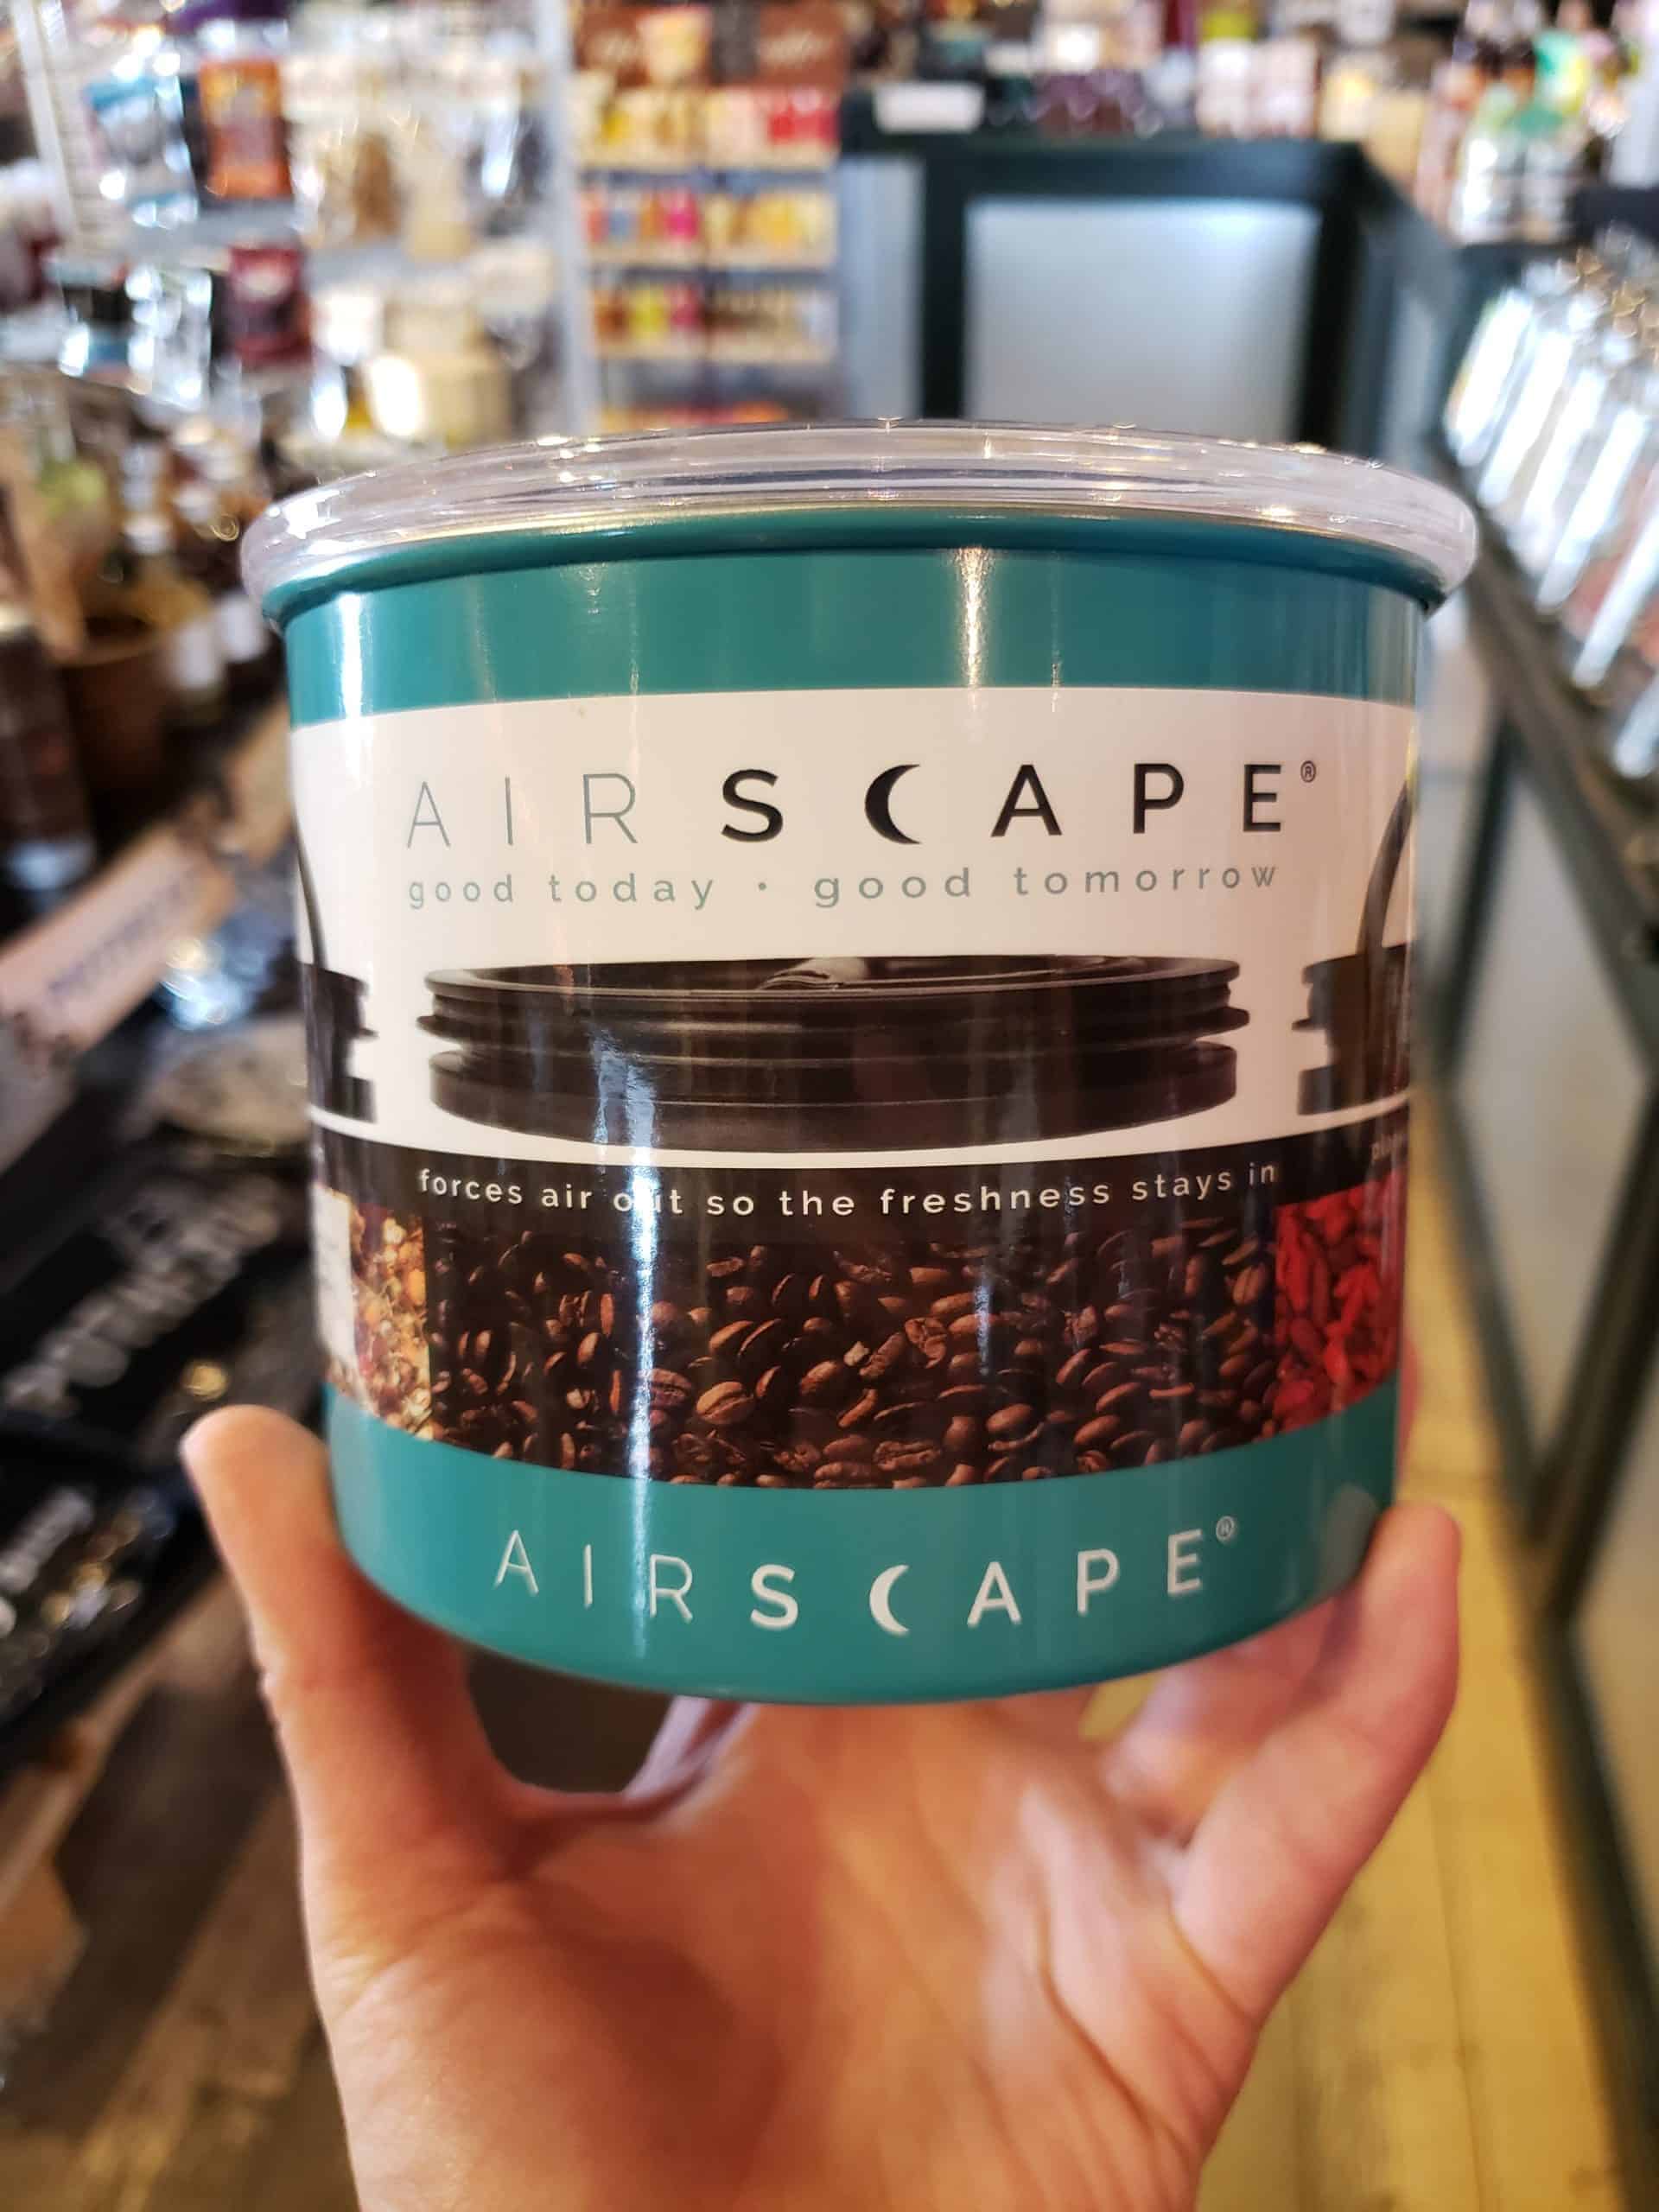 AIRSCAPE®
good today • good tomorrow
forces air out so the freshness stays in
AIRSCAPE®